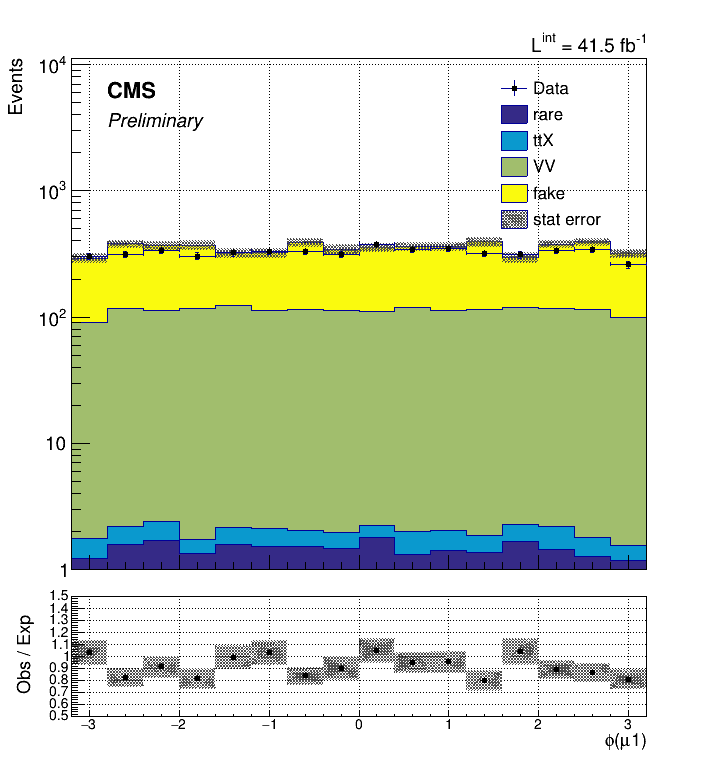 L^int = 41.5 fb^-1
Events
10^4
CMS
Preliminary
Data
rare
ttX
VV
fake
stat error
10^3
10^2
10
1
Obs / Exp
1.5
1.4
1.3
1.2
1.1
1
0.9
0.8
0.7
0.6
0.5
−3 −2 −1 0 1 2 3
ϕ(μ1)